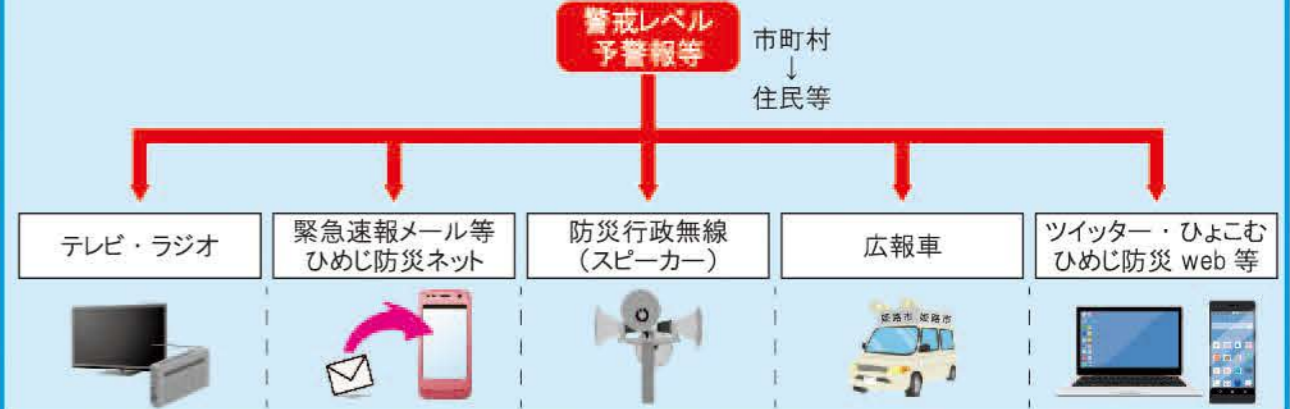 警戒レベル
予警報等
市町村
↓
住民等
テレビ・ラジオ
緊急速報メール等
ひめじ防災ネット
防災行政無線
（スピーカー）
広報車
ツイッター・ひょこむ
ひめじ防災 web 等
姫路市 姫路市